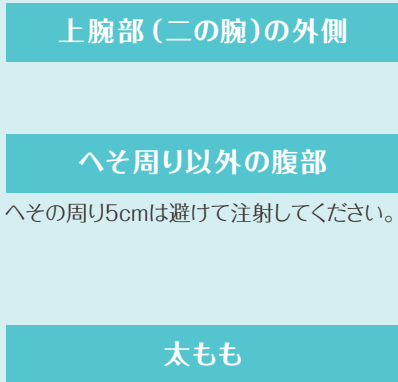 上腕部（二の腕）の外側
へそ周り以外の腹部
へその周り5cmは避けて注射してください。
太もも